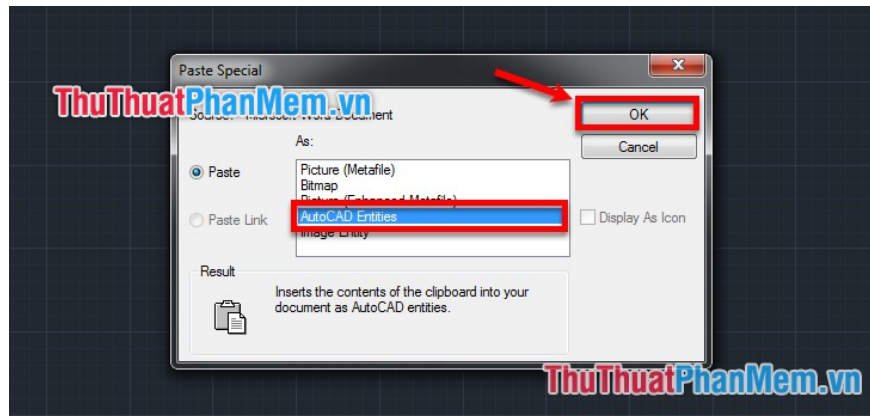 Paste Special
ThuThuatPhanMem.vn
Source: Microsoft Word Document
OK
As:
Cancel
Paste
Picture (Metafile)
Bitmap
Picture (Enhanced Metafile)
AutoCAD Entities
Image Entity
Paste Link
Display As Icon
Result
Inserts the contents of the clipboard into your
document as AutoCAD entities.
ThuThuatPhanMem.vn